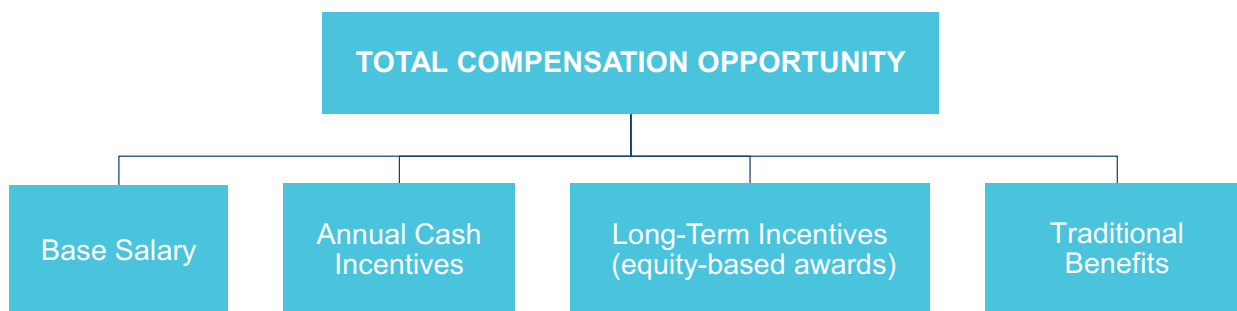 TOTAL COMPENSATION OPPORTUNITY
Base Salary
Annual Cash
Incentives
Long-Term Incentives
(equity-based awards)
Traditional
Benefits